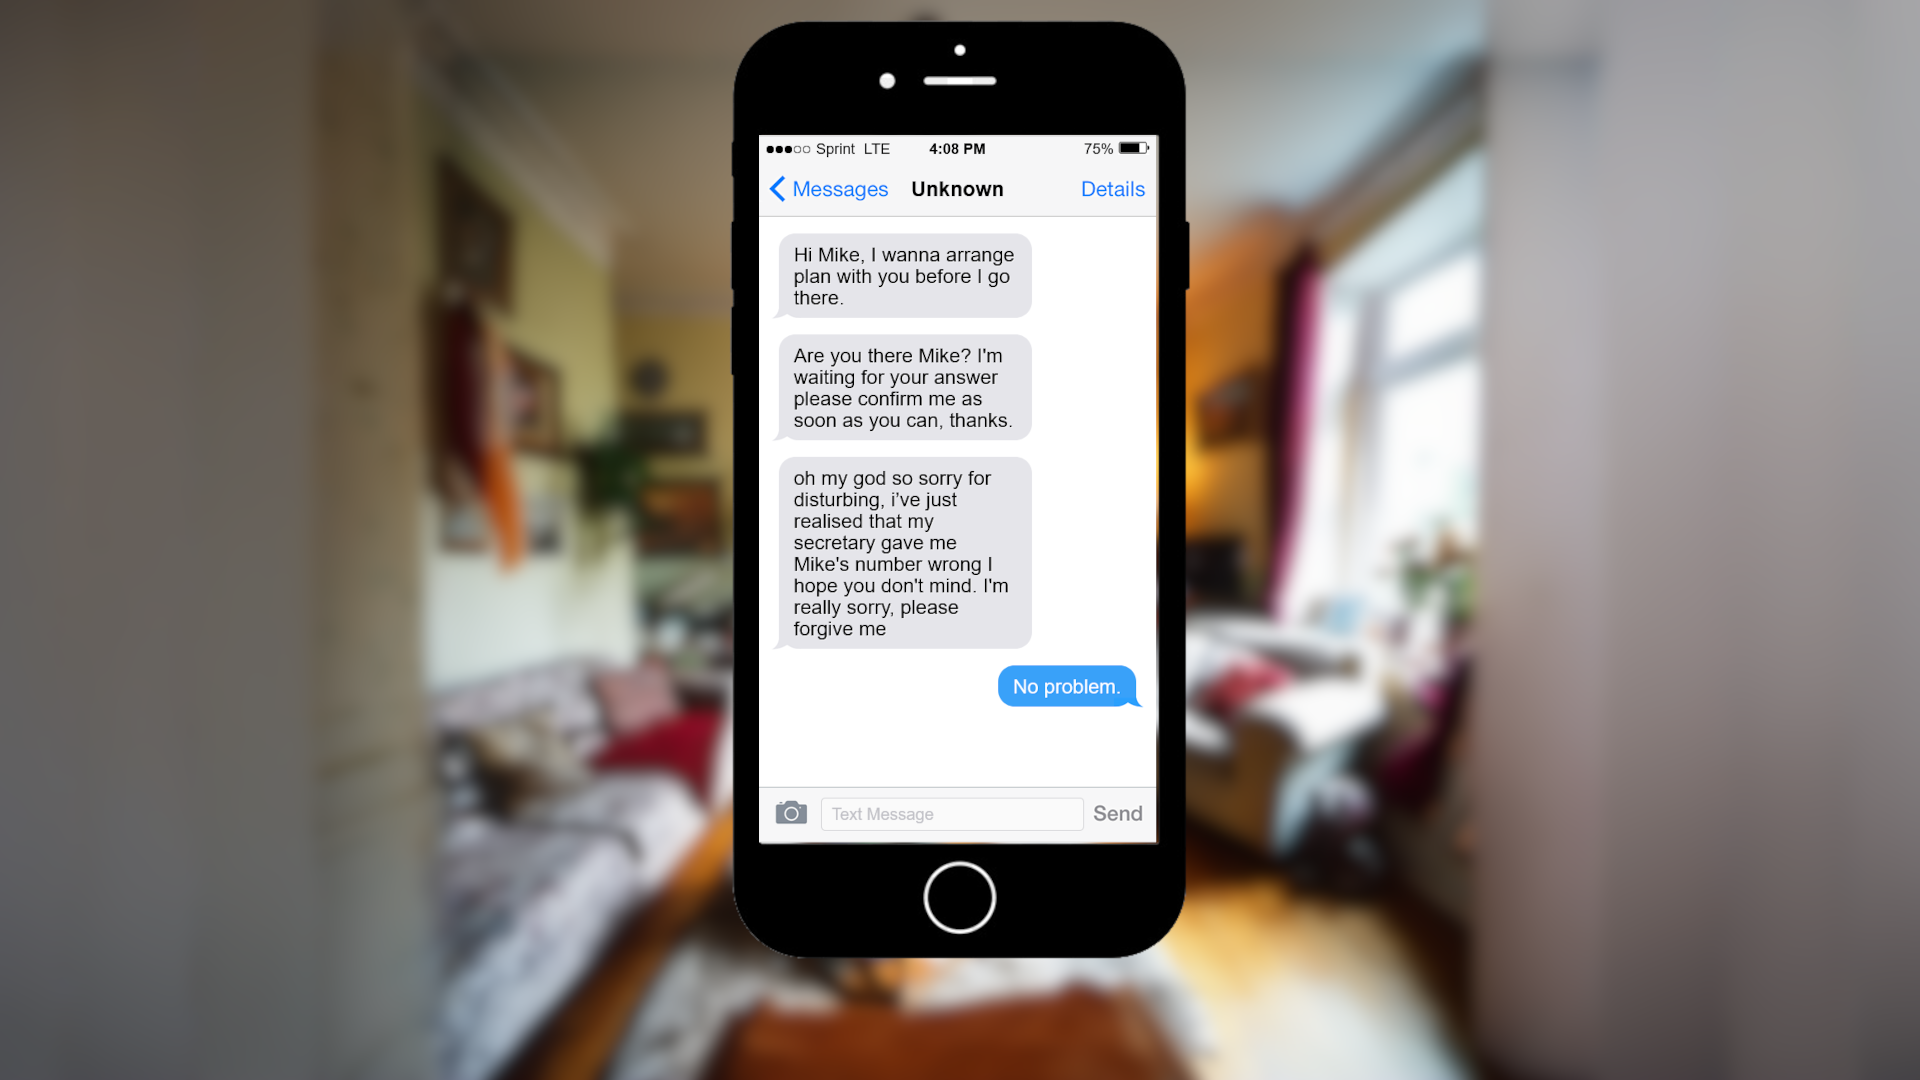 Sprint LTE 4:08 PM 75%
Messages Unknown Details
Hi Mike, I wanna arrange
plan with you before I go
there.
Are you there Mike? I'm
waiting for your answer
please confirm me as
soon as you can, thanks.
oh my god so sorry for
disturbing, i've just
realised that my
secretary gave me
Mike's number wrong I
hope you don't mind. I'm
really sorry, please
forgive me
No problem.
Text Message Send